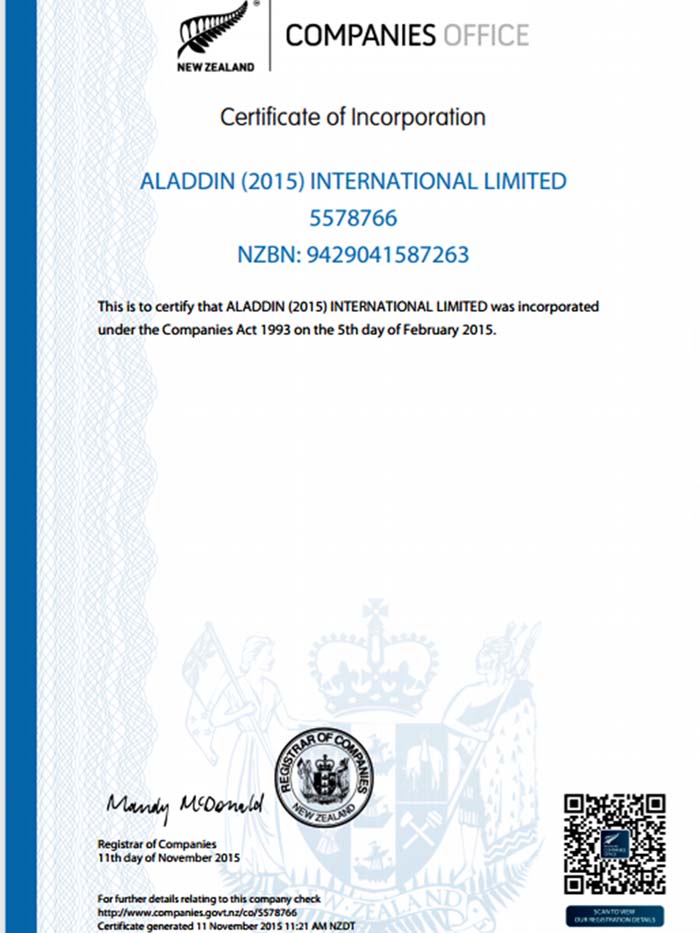 NEW ZEALAND
COMPANIES OFFICE
Certificate of Incorporation
ALADDIN (2015) INTERNATIONAL LIMITED
5578766
NZBN: 9429041587263
This is to certify that ALADDIN (2015) INTERNATIONAL LIMITED was incorporated
under the Companies Act 1993 on the 5th day of February 2015.
REGISTRAR OF COMPANIES
NEW ZEALAND
Mandy McDonald
Registrar of Companies
11th day of November 2015
NEW ZEALAND
For further details relating to this company check
http://www.companies.govt.nz/co/5578766
Certificate generated 11 November 2015 11:21 AM NZDT
COMPANIES
OFFICE
SCAN TO VIEW
OUR REGISTRATION DETAILS